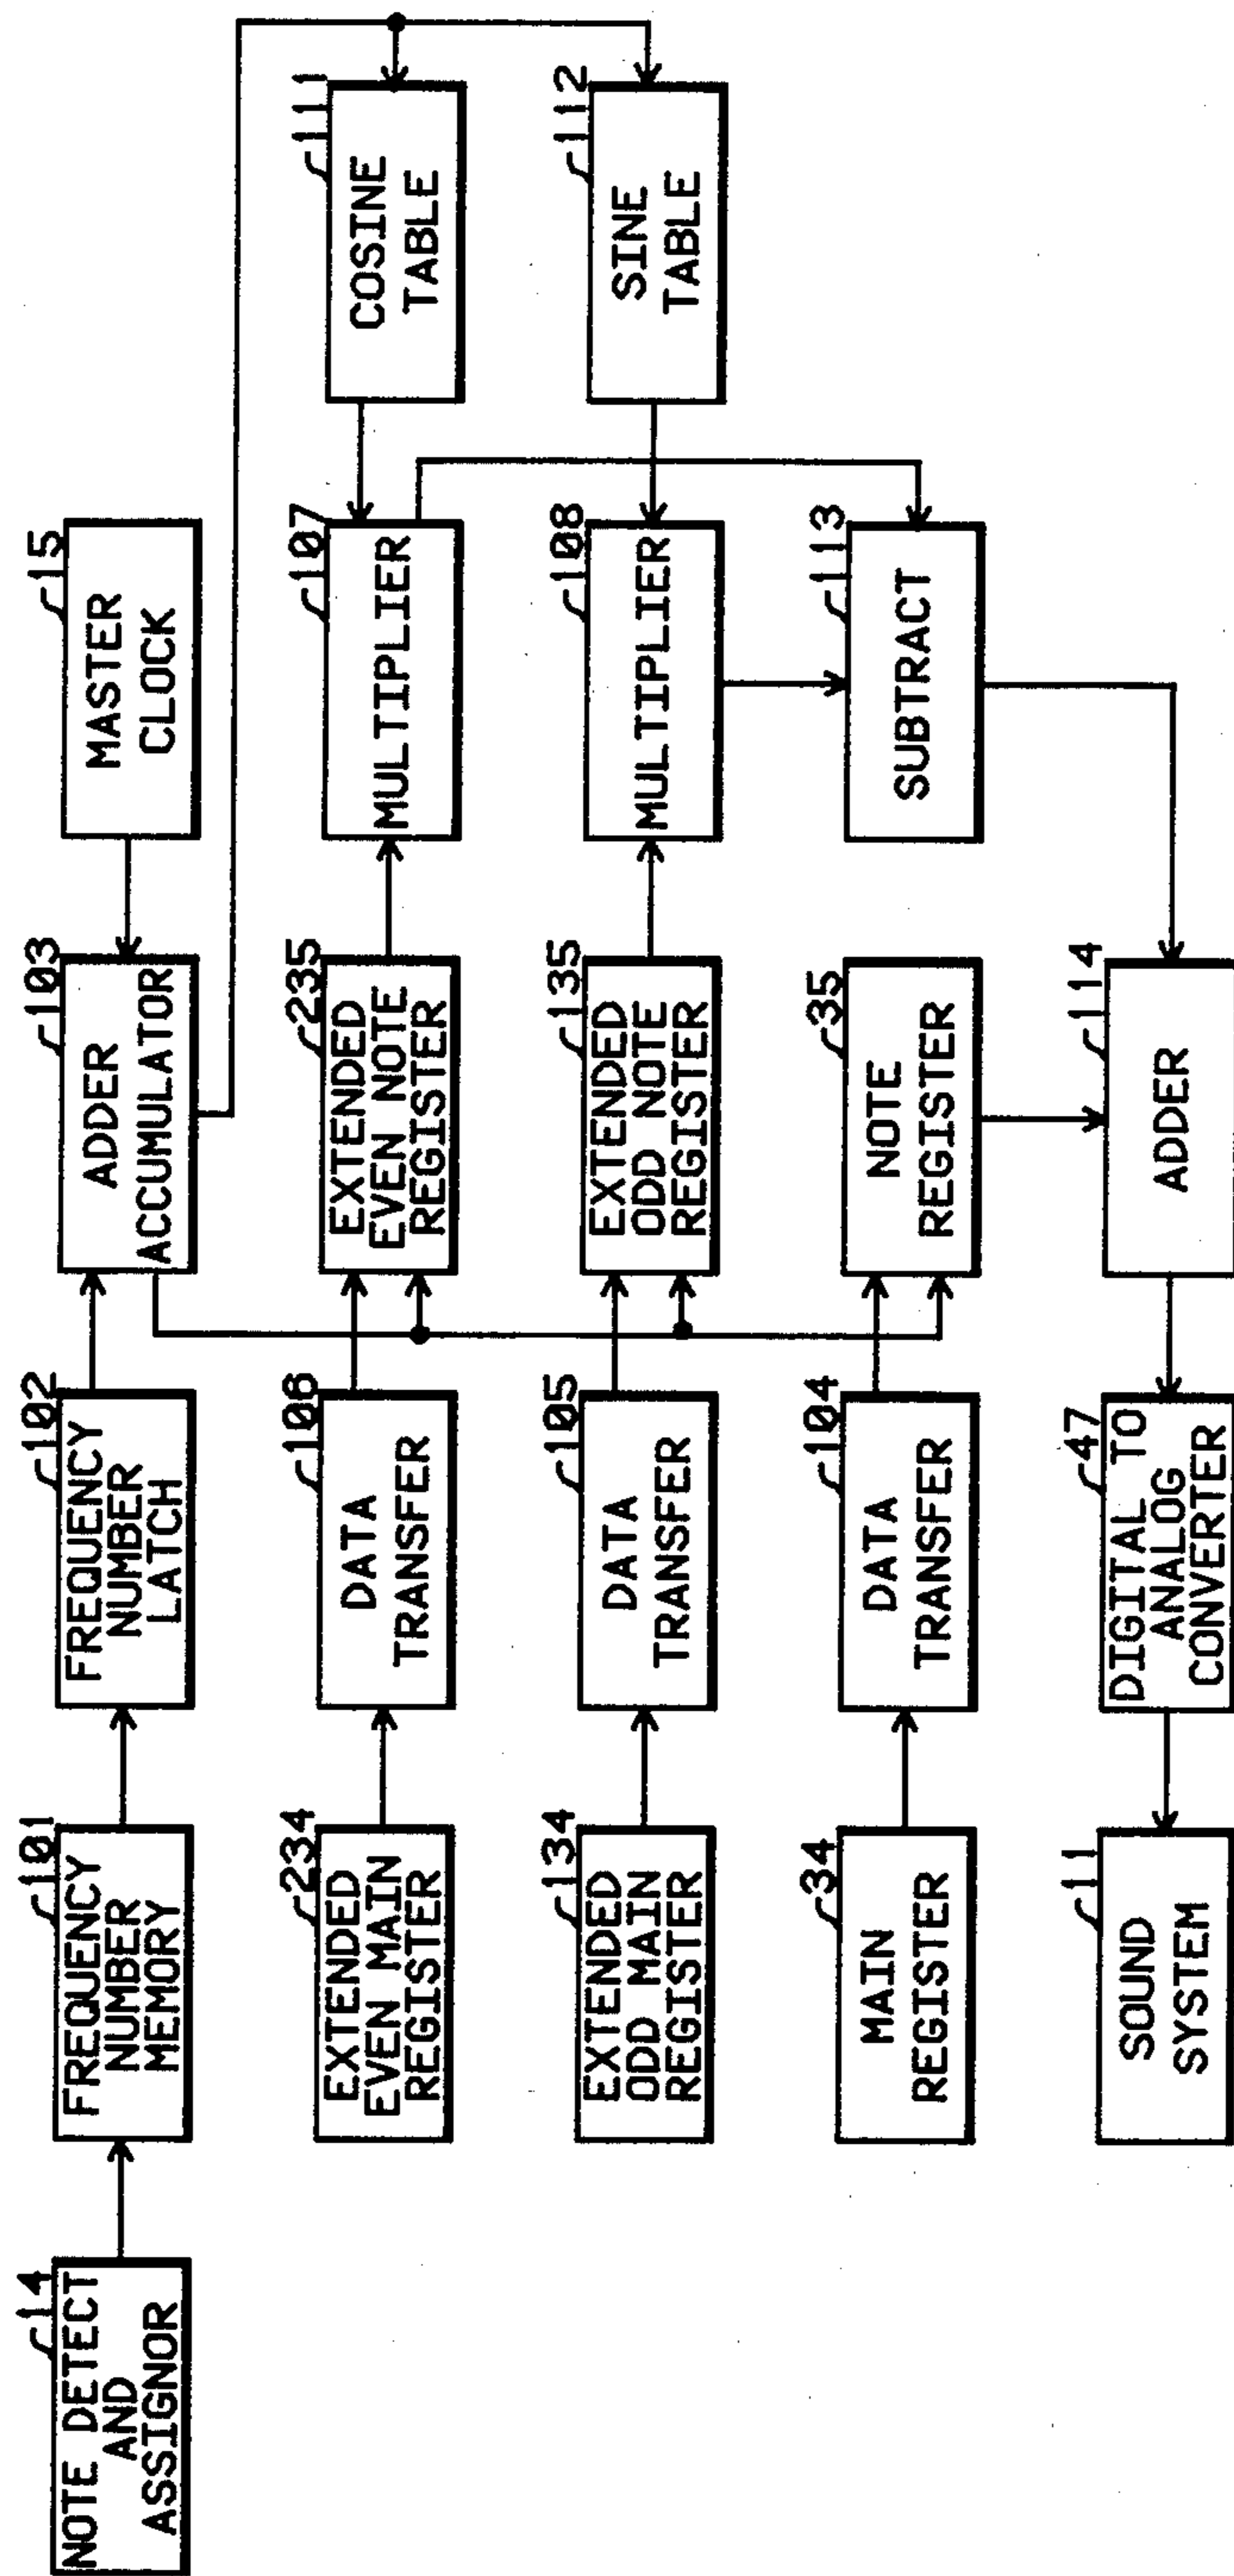 14
NOTE DETECT
AND
ASSIGNOR
101
FREQUENCY
NUMBER
MEMORY
102
FREQUENCY
NUMBER
LATCH
103
ADDER
ACCUMULATOR
15
MASTER
CLOCK
234
EXTENDED
EVEN MAIN
REGISTER
106
DATA
TRANSFER
235
EXTENDED
EVEN NOTE
REGISTER
107
MULTIPLIER
111
COSINE
TABLE
134
EXTENDED
ODD MAIN
REGISTER
105
DATA
TRANSFER
135
EXTENDED
ODD NOTE
REGISTER
108
MULTIPLIER
112
SINE
TABLE
34
MAIN
REGISTER
104
DATA
TRANSFER
35
NOTE
REGISTER
113
SUBTRACT
11
SOUND
SYSTEM
47
DIGITAL TO
ANALOG
CONVERTER
114
ADDER